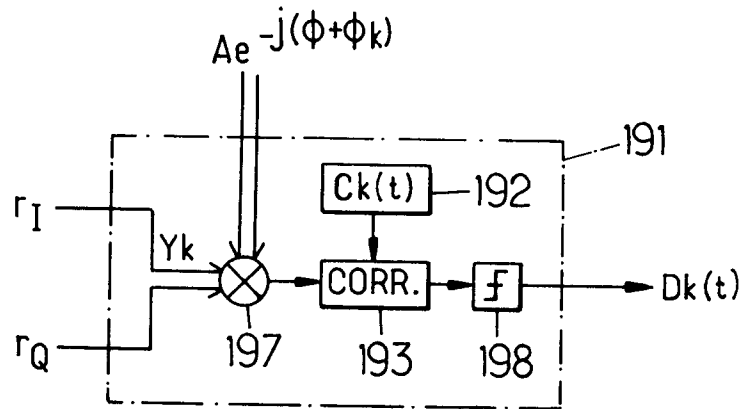 Ae^-j(ϕ+ϕk)
191
Ck(t)
192
rI
Yk
CORR.
Dk(t)
rQ
197
193
198